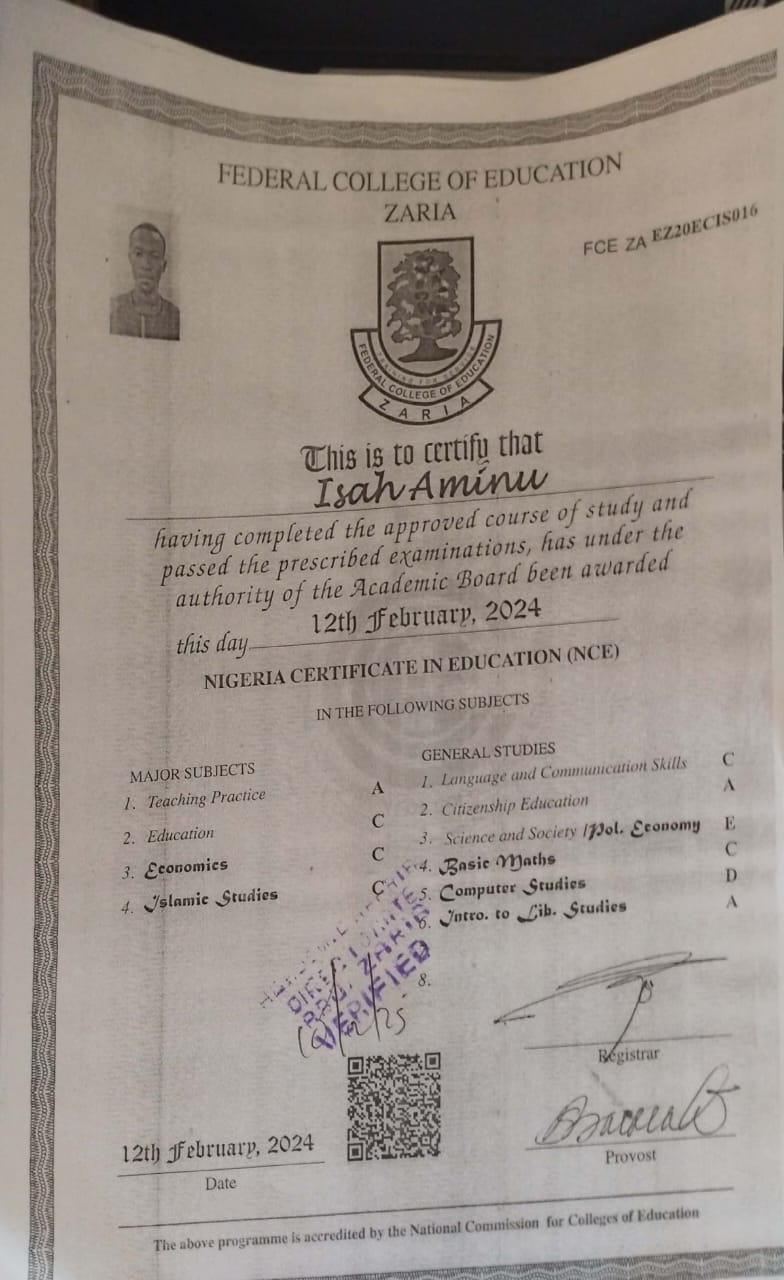 FEDERAL COLLEGE OF EDUCATION
ZARIA
FCE ZA EZ20ECIS016
FEDERAL COLLEGE OF EDUCATION
ZARIA
This is to certify that
Isah Aminu
having completed the approved course of study and
passed the prescribed examinations, has under the
authority of the Academic Board been awarded
this day 12th February, 2024
NIGERIA CERTIFICATE IN EDUCATION (NCE)
IN THE FOLLOWING SUBJECTS
MAJOR SUBJECTS
1. Teaching Practice A
2. Education C
3. Economics C
4. Islamic Studies C
GENERAL STUDIES
1. Language and Communication Skills C
2. Citizenship Education A
3. Science and Society /Pol. Economy E
4. Basic Maths C
5. Computer Studies D
6. Intro. to Lib. Studies A
8.
ZARIA
VERIFIED
Registrar
Provost
12th February, 2024
Date
The above programme is accredited by the National Commission for Colleges of Education